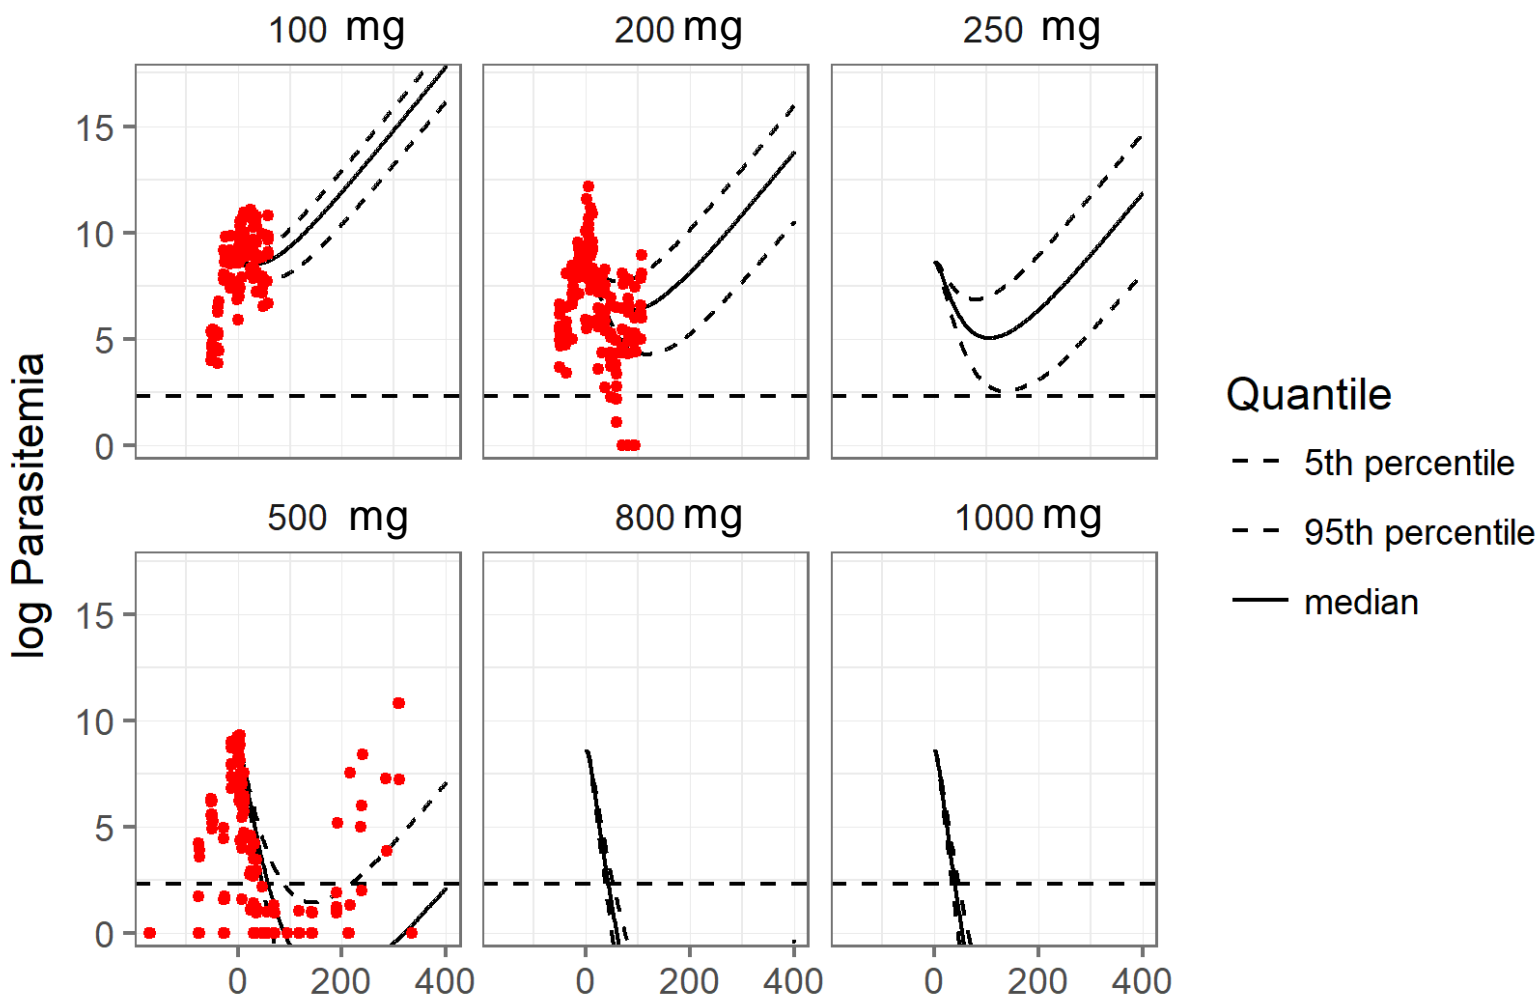 100 mg
200 mg
250 mg
15
10
5
0
log Parasitemia
500 mg
800 mg
1000 mg
15
10
5
0
0 200 400
0 200 400
0 200 400
Quantile
5th percentile
95th percentile
median